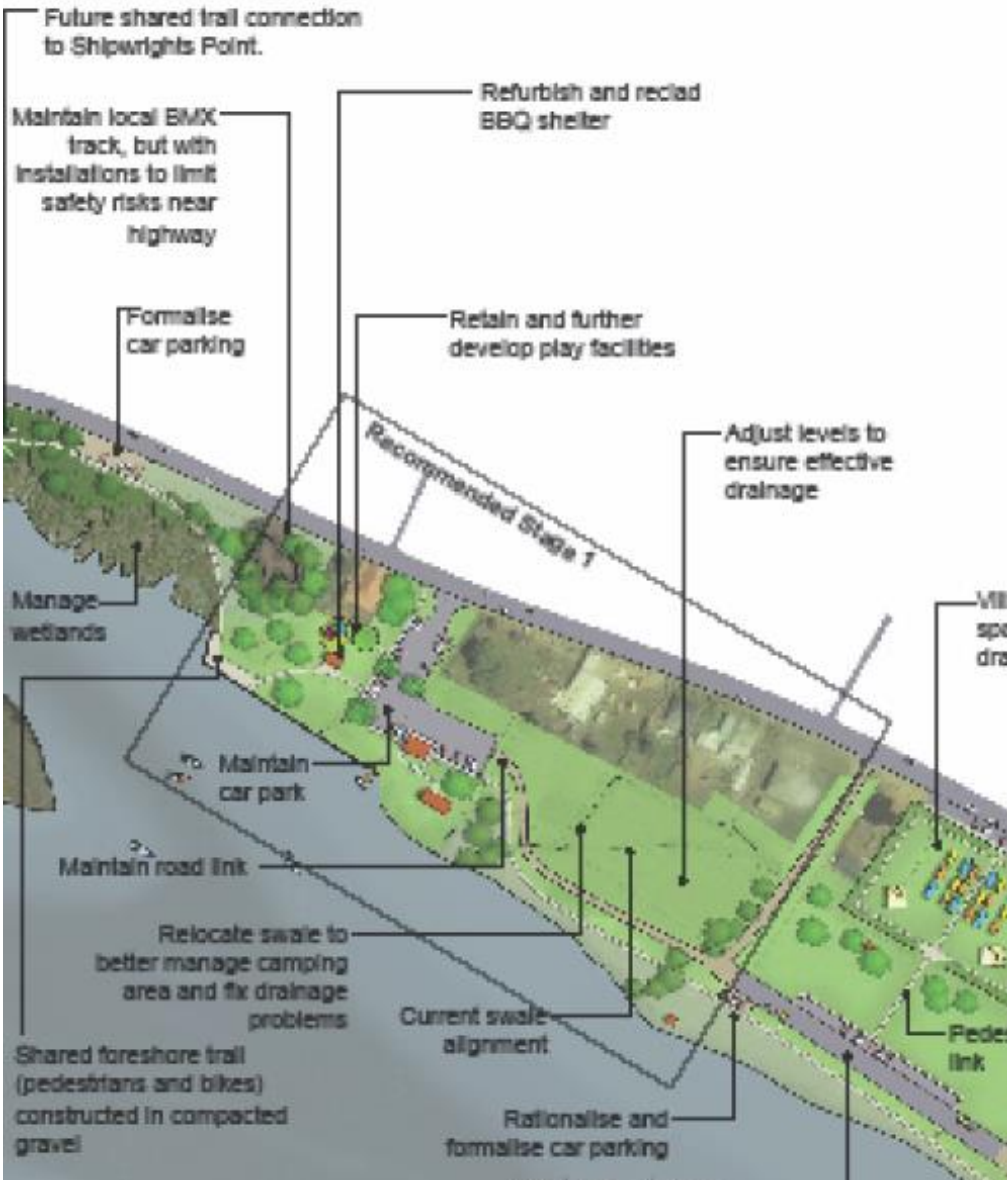 Future shared trail connection
to Shipwrights Point.
Refurbish and reclad
BBQ shelter
Maintain local BMX
track, but with
installations to limit
safety risks near
highway
Formalise
car parking
Retain and further
develop play facilities
Recommended Stage 1
Adjust levels to
ensure effective
drainage
Manage
wetlands
Vill
spe
dra
Maintain
car park
Maintain road link
Relocate swale to
better manage camping
area and fix drainage
problems
Current swale
alignment
Pede
link
Shared foreshore trail
(pedestrians and bikes)
constructed in compacted
gravel
Rationalise and
formalise car parking